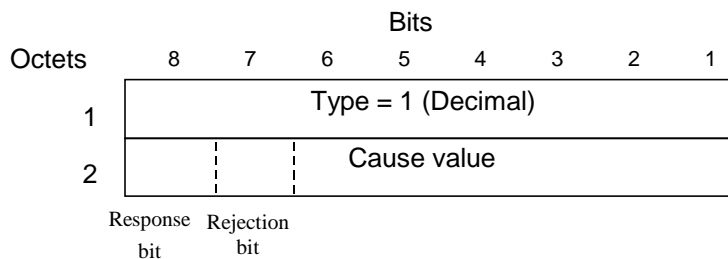 Bits
Octets 8 7 6 5 4 3 2 1
1 Type = 1 (Decimal)
2 Cause value
Response Rejection
bit bit